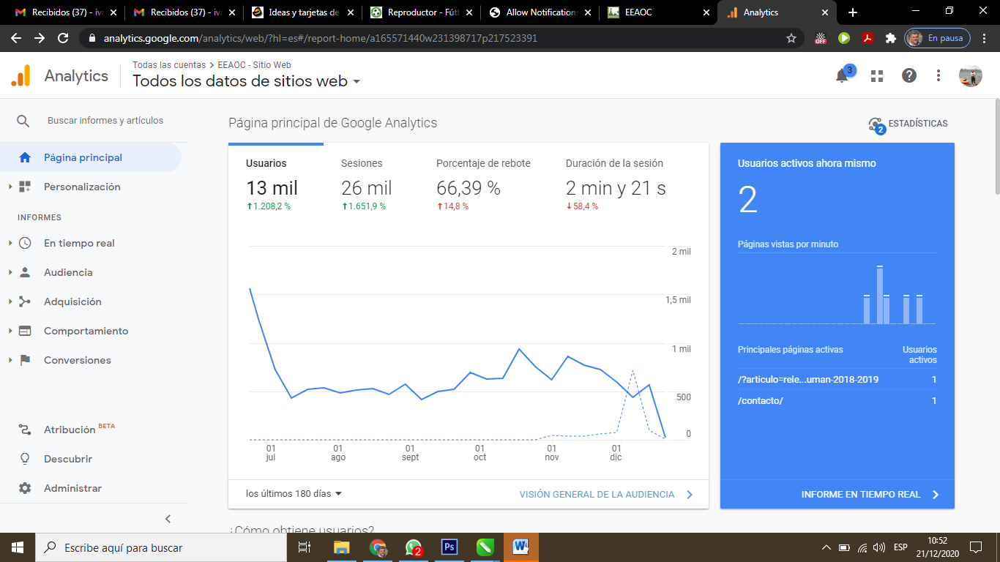 Recibidos (37) - iva
Recibidos (37) - iva
Ideas y tarjetas de
Reproductor - Fút
Allow Notifications
EEAOC
Analytics
analytics.google.com/analytics/web/?hl=es#/report-home/a165571440w231398717p217523391
OFF
En pausa
Analytics
Todas las cuentas > EEAOC - Sitio Web
Todos los datos de sitios web
3
Buscar informes y artículos
Página principal
Personalización
INFORMES
En tiempo real
Audiencia
Adquisición
Comportamiento
Conversiones
Atribución BETA
Descubrir
Administrar
Página principal de Google Analytics
2
ESTADÍSTICAS
Usuarios
13 mil
1.208,2 %
Sesiones
26 mil
1.651,9 %
Porcentaje de rebote
66,39 %
14,8 %
Duración de la sesión
2 min y 21 s
58,4 %
2 mil
1,5 mil
1 mil
500
0
01 jul
01 ago
01 sept
01 oct
01 nov
01 dic
los últimos 180 días
VISIÓN GENERAL DE LA AUDIENCIA
Usuarios activos ahora mismo
2
Páginas vistas por minuto
Principales páginas activas
Usuarios activos
/?articulo=rele...uman-2018-2019 1
/contacto/ 1
INFORME EN TIEMPO REAL
¿Cómo obtiene usuarios?
Escribe aquí para buscar
2
Ps
W
ESP
10:52
21/12/2020